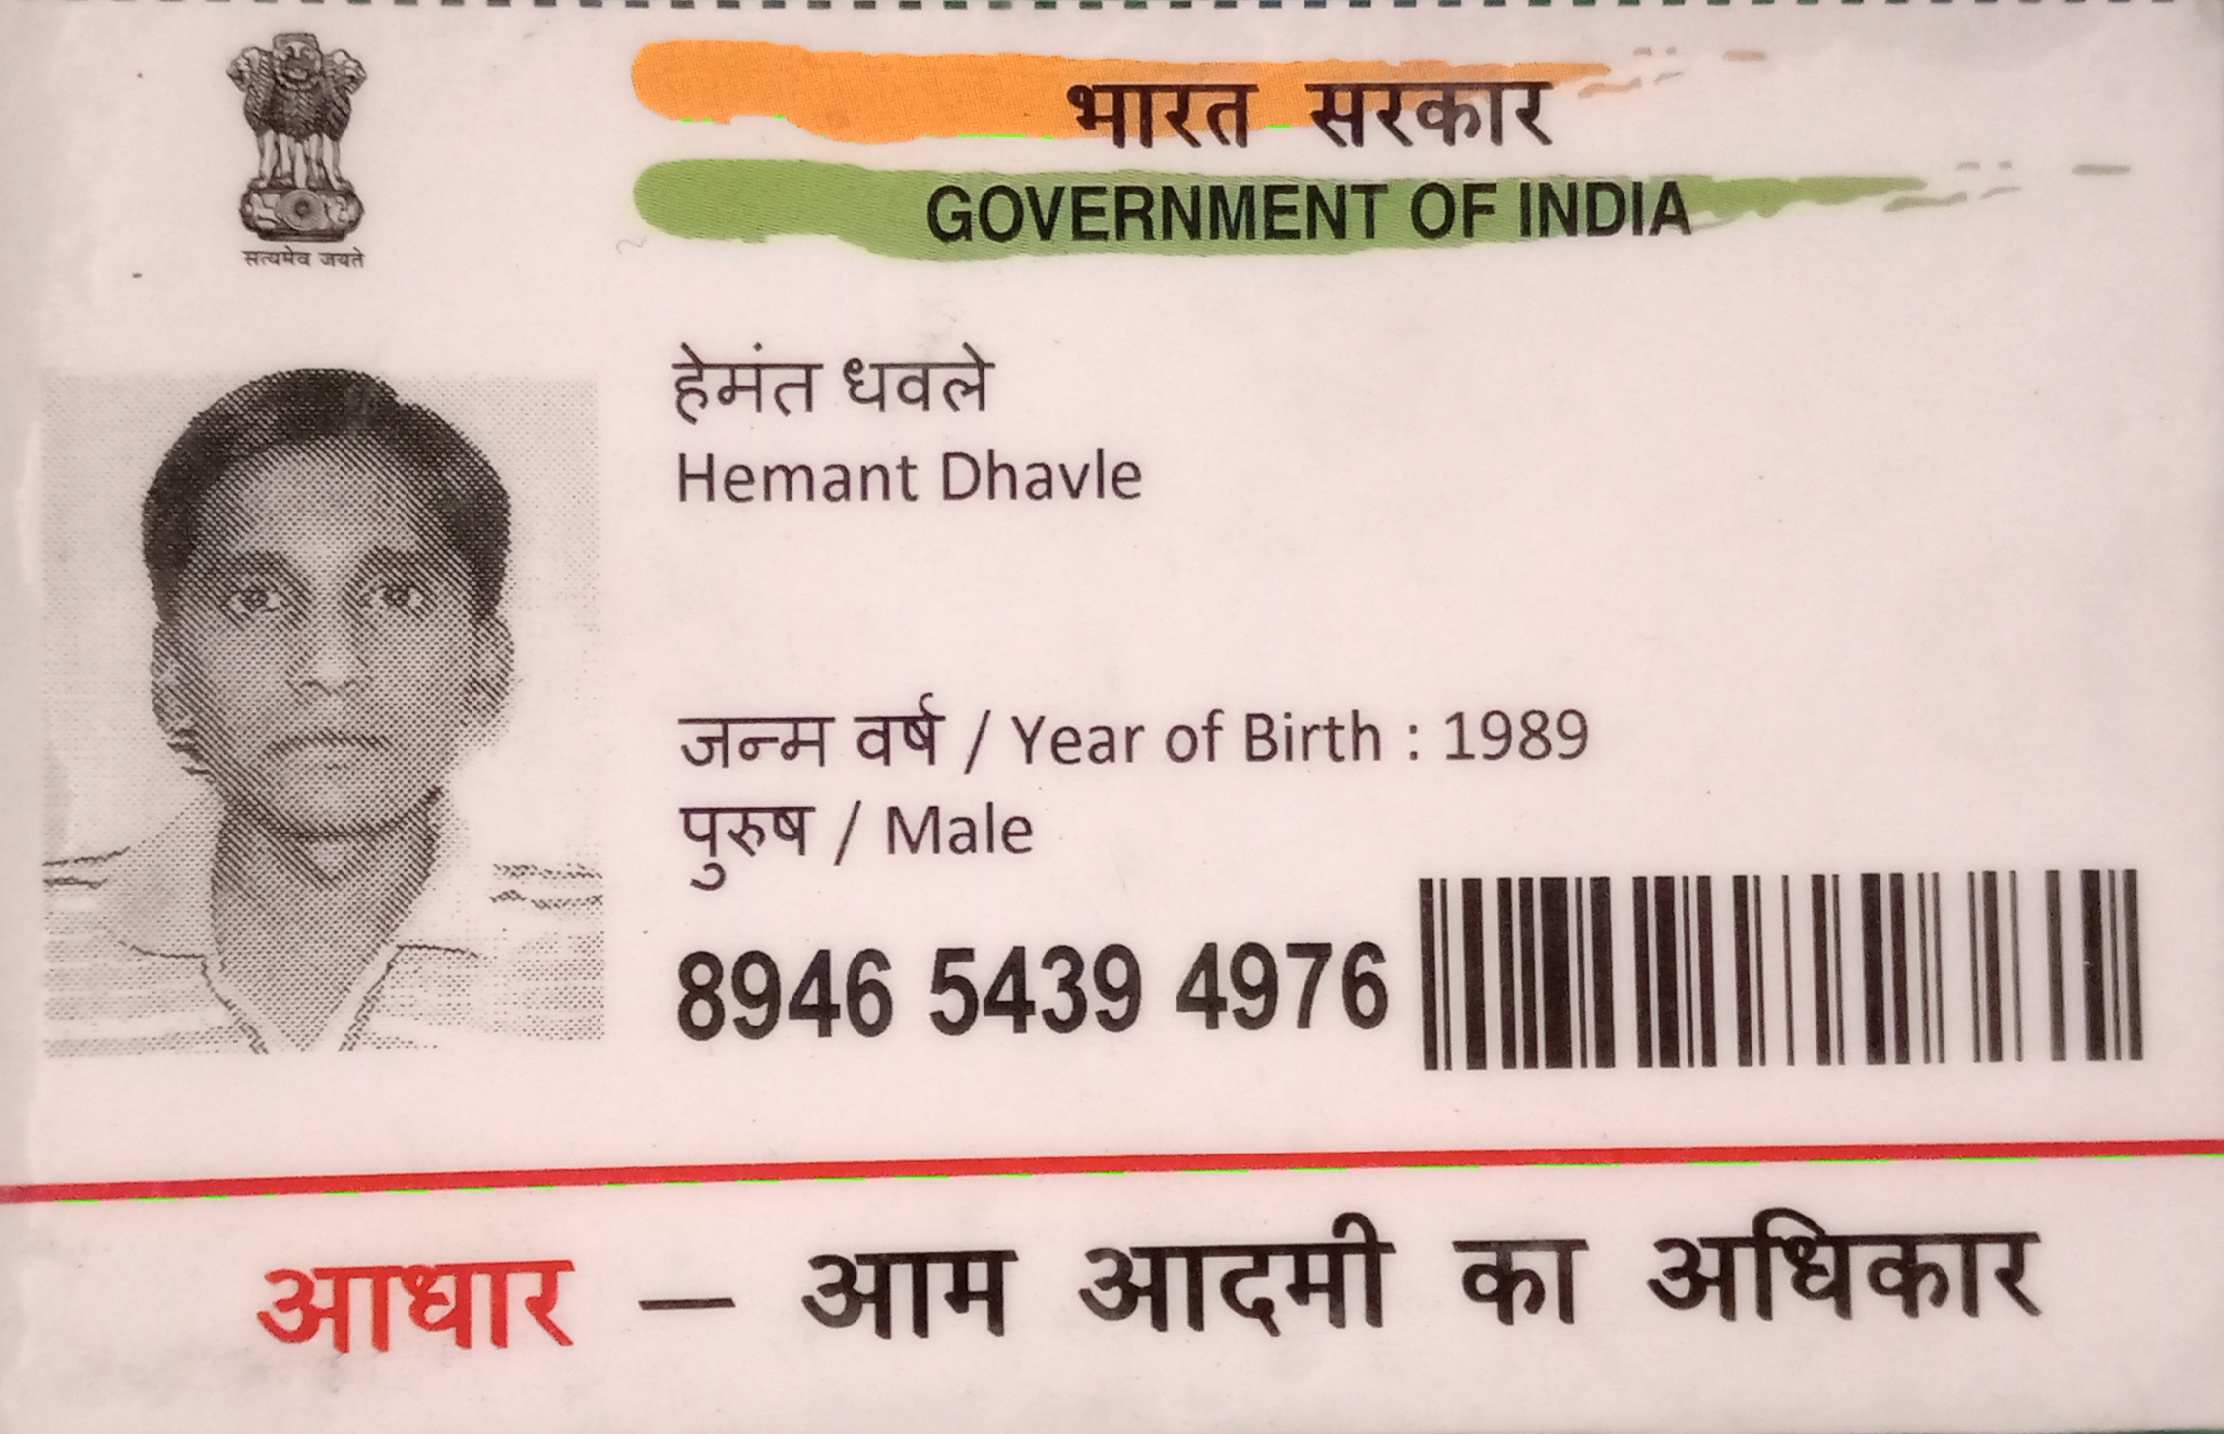 सत्यमेव जयते
भारत सरकार
GOVERNMENT OF INDIA
हेमंत धवले
Hemant Dhavle
जन्म वर्ष / Year of Birth : 1989
पुरुष / Male
8946 5439 4976
आधार — आम आदमी का अधिकार